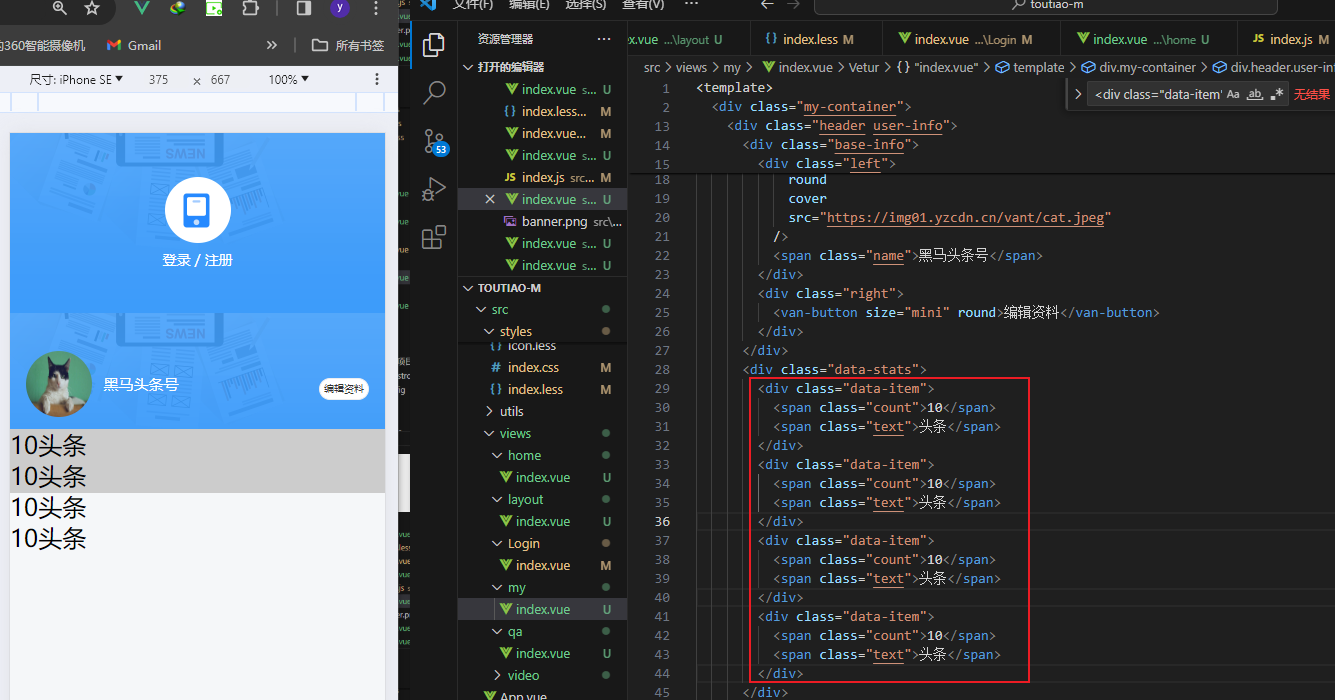 的360智能摄像机
Gmail
所有书签
尺寸: iPhone SE
375 × 667
100%
NEWS
登录 / 注册
NEWS
黑马头条号
编辑资料
10头条
10头条
10头条
10头条
文件(F) 编辑(E) 选择(S) 查看(V) ···
toutiao-m
53
资源管理器 ···
打开的编辑器
index.vue s... U
index.less... M
index.vue... M
index.vue s... U
JS index.js src... M
index.vue s... U
banner.png src\...
index.vue s... U
index.vue s... U
TOUTIAO-M
src
styles
icon.less
# index.css M
{} index.less M
utils
views
home
index.vue U
layout
index.vue U
Login
index.vue M
my
index.vue U
qa
index.vue U
video
App.vue
ex.vue ...\layout U
{} index.less M
index.vue ...\Login M
index.vue ...\home U
JS index.js M
src > views > my > index.vue > Vetur > {} "index.vue" > template > div.my-container > div.header.user-inf
<div class="data-item' Aa ab .* 无结果
1 <template>
2 <div class="my-container">
13 <div class="header user-info">
14 <div class="base-info">
15 <div class="left">
18 round
19 cover
20 src="https://img01.yzcdn.cn/vant/cat.jpeg"
21 />
22 <span class="name">黑马头条号</span>
23 </div>
24 <div class="right">
25 <van-button size="mini" round>编辑资料</van-button>
26 </div>
27 </div>
28 <div class="data-stats">
29 <div class="data-item">
30 <span class="count">10</span>
31 <span class="text">头条</span>
32 </div>
33 <div class="data-item">
34 <span class="count">10</span>
35 <span class="text">头条</span>
36 </div>
37 <div class="data-item">
38 <span class="count">10</span>
39 <span class="text">头条</span>
40 </div>
41 <div class="data-item">
42 <span class="count">10</span>
43 <span class="text">头条</span>
44 </div>
45 </div>